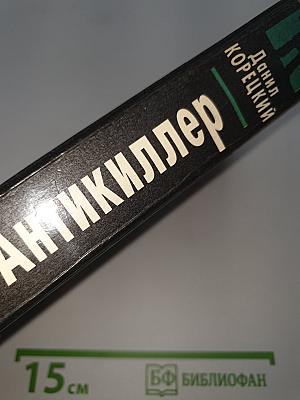 Данил
КОРЕЦКИЙ
Антикиллер
15 см
БФ БИБЛИОФАН